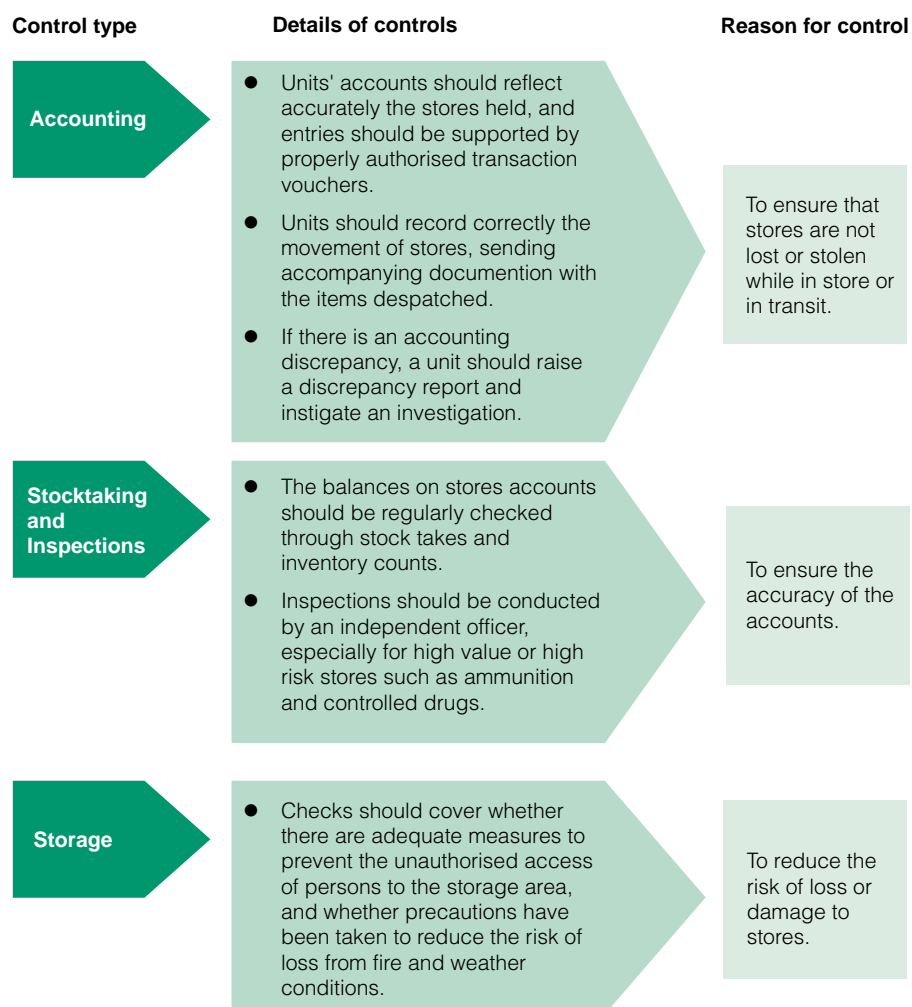 Control type
Details of controls
Reason for control
Accounting
● Units' accounts should reflect
accurately the stores held, and
entries should be supported by
properly authorised transaction
vouchers.
● Units should record correctly the
movement of stores, sending
accompanying documention with
the items despatched.
● If there is an accounting
discrepancy, a unit should raise
a discrepancy report and
instigate an investigation.
To ensure that
stores are not
lost or stolen
while in store or
in transit.
Stocktaking
and
Inspections
● The balances on stores accounts
should be regularly checked
through stock takes and
inventory counts.
● Inspections should be conducted
by an independent officer,
especially for high value or high
risk stores such as ammunition
and controlled drugs.
To ensure the
accuracy of the
accounts.
Storage
● Checks should cover whether
there are adequate measures to
prevent the unauthorised access
of persons to the storage area,
and whether precautions have
been taken to reduce the risk of
loss from fire and weather
conditions.
To reduce the
risk of loss or
damage to
stores.